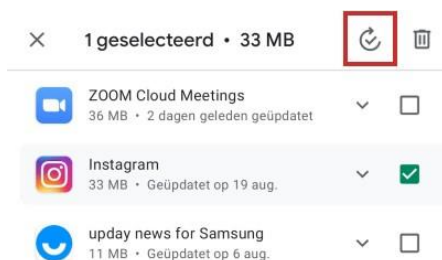 1 geselecteerd • 33 MB
ZOOM Cloud Meetings
36 MB • 2 dagen geleden geüpdatet
Instagram
33 MB • Geüpdatet op 19 aug.
upday news for Samsung
11 MB • Geüpdatet op 6 aug.